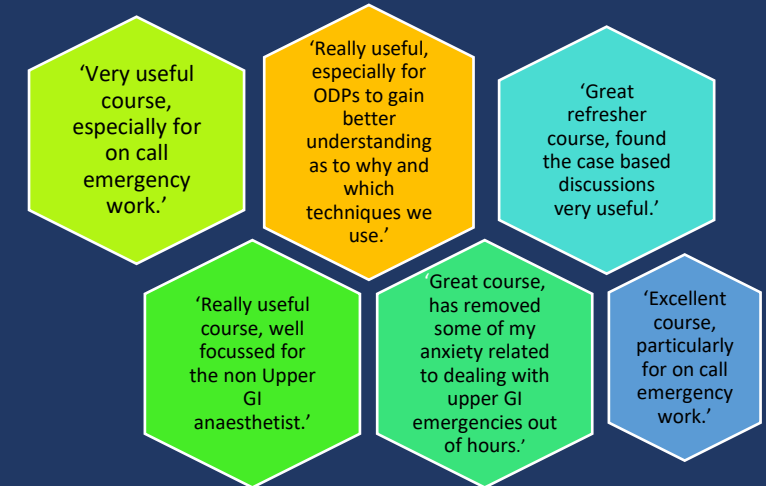 ‘Very useful
course,
especially for
on call
emergency
work.’
‘Really useful,
especially for
ODPs to gain
better
understanding
as to why and
which
techniques we
use.’
‘Great
refresher
course, found
the case based
discussions
very useful.’
‘Really useful
course, well
focussed for
the non Upper
GI
anaesthetist.’
‘Great course,
has removed
some of my
anxiety related
to dealing with
upper GI
emergencies out
of hours.’
‘Excellent
course,
particularly
for on call
emergency
work.’